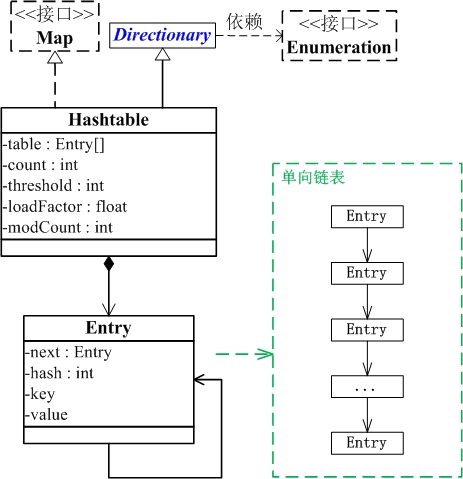 <<接口>>
Map
Directionary
依赖
<<接口>>
Enumeration
Hashtable
-table : Entry[]
-count : int
-threshold : int
-loadFactor : float
-modCount : int
单向链表
Entry
Entry
Entry
...
Entry
Entry
-next : Entry
-hash : int
-key
-value